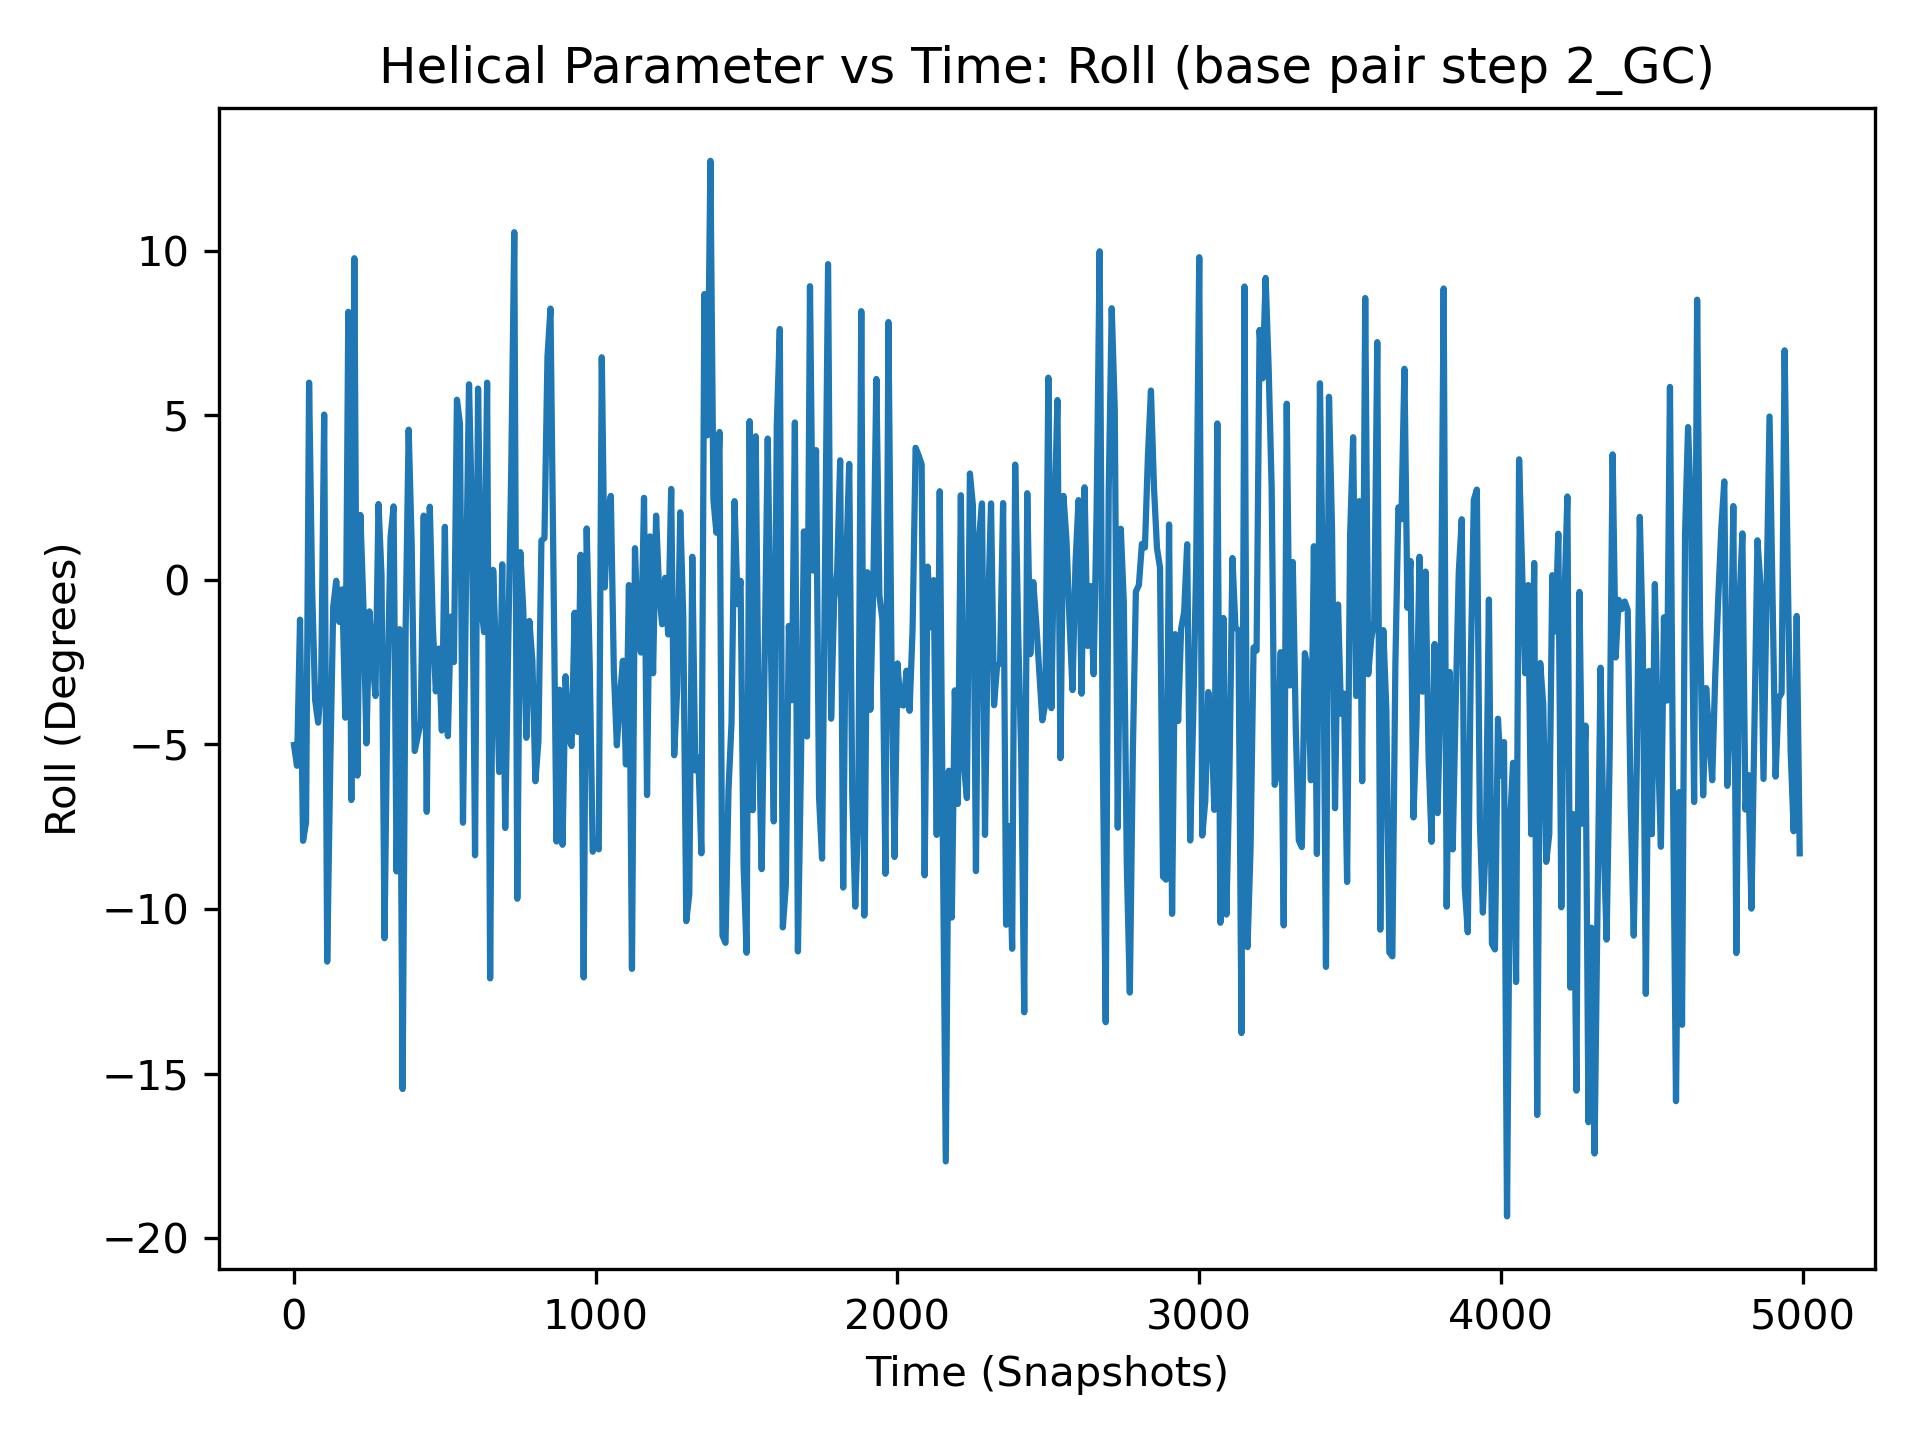 Helical Parameter vs Time: Roll (base pair step 2_GC)
10
5
0
−5
−10
−15
−20
Roll (Degrees)
0 1000 2000 3000 4000 5000
Time (Snapshots)